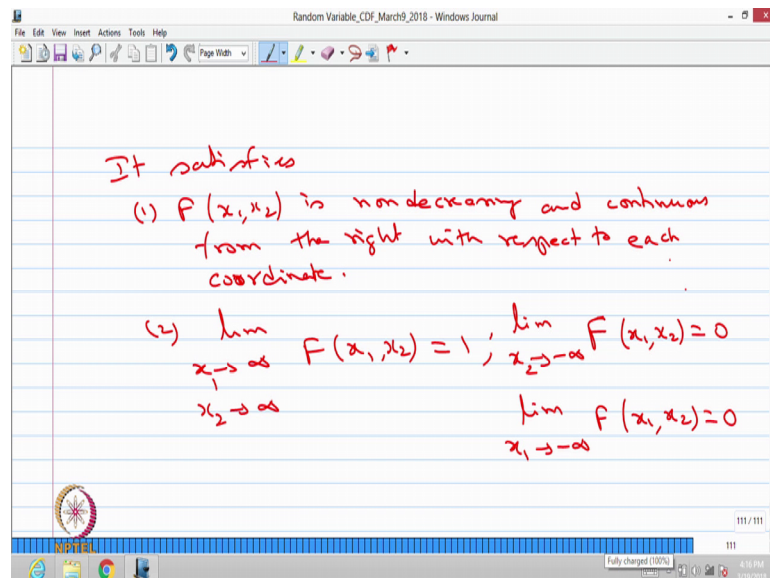 Random Variable_CDF_March9_2018 - Windows Journal
File Edit View Insert Actions Tools Help
Page Width
It satisfies
(1) F(x₁,x₂) is nondecreasing and continuous
from the right with respect to each
coordinate.
(2) lim x₁→∞ x₂→∞ F(x₁,x₂) = 1 ; lim x₂→-∞ F(x₁,x₂) = 0
lim x₁→-∞ F(x₁,x₂) = 0
NPTEL
111 / 111
111
Fully charged (100%)
4:16 PM